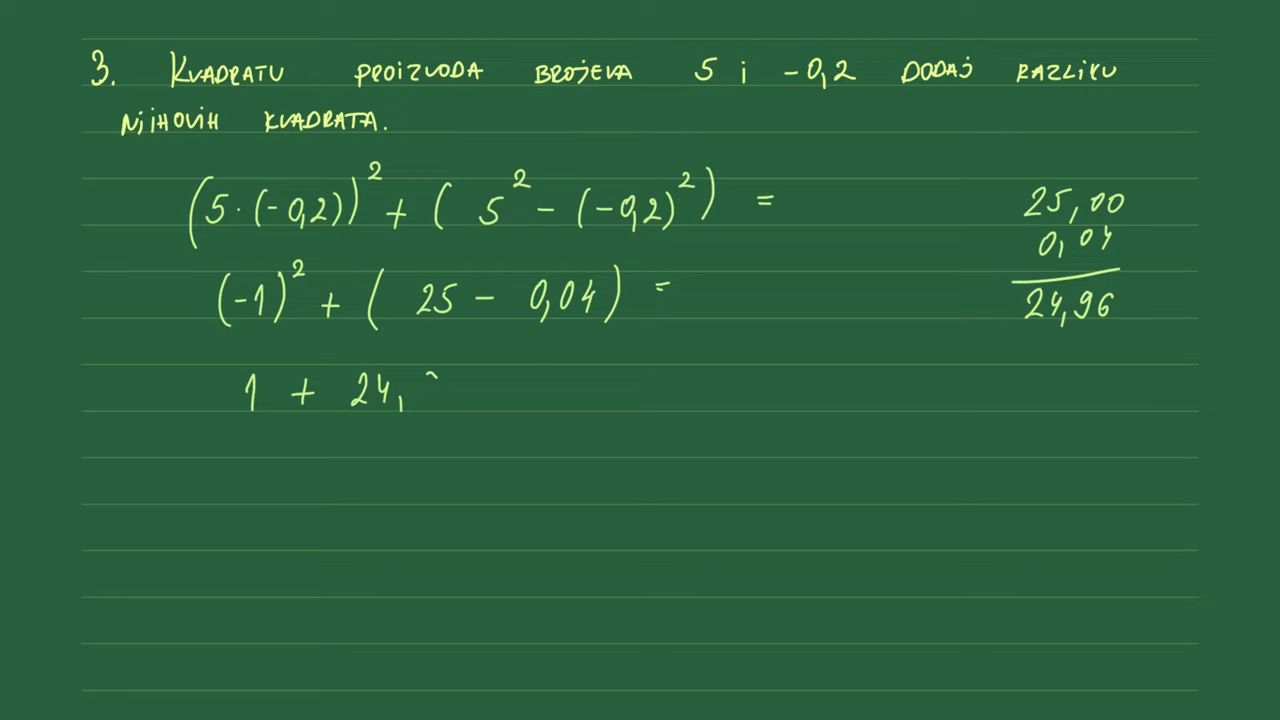 3. KVADRATU PROIZVODA BROJEVA 5 i -0,2 DODAJ RAZLIKU
NJIHOVIH KVADRATA.
(5·(-0,2))² + ( 5² - (-0,2)²) =
(-1)² + ( 25 - 0,04) =
1 + 24,
25,00
0,04
24,96